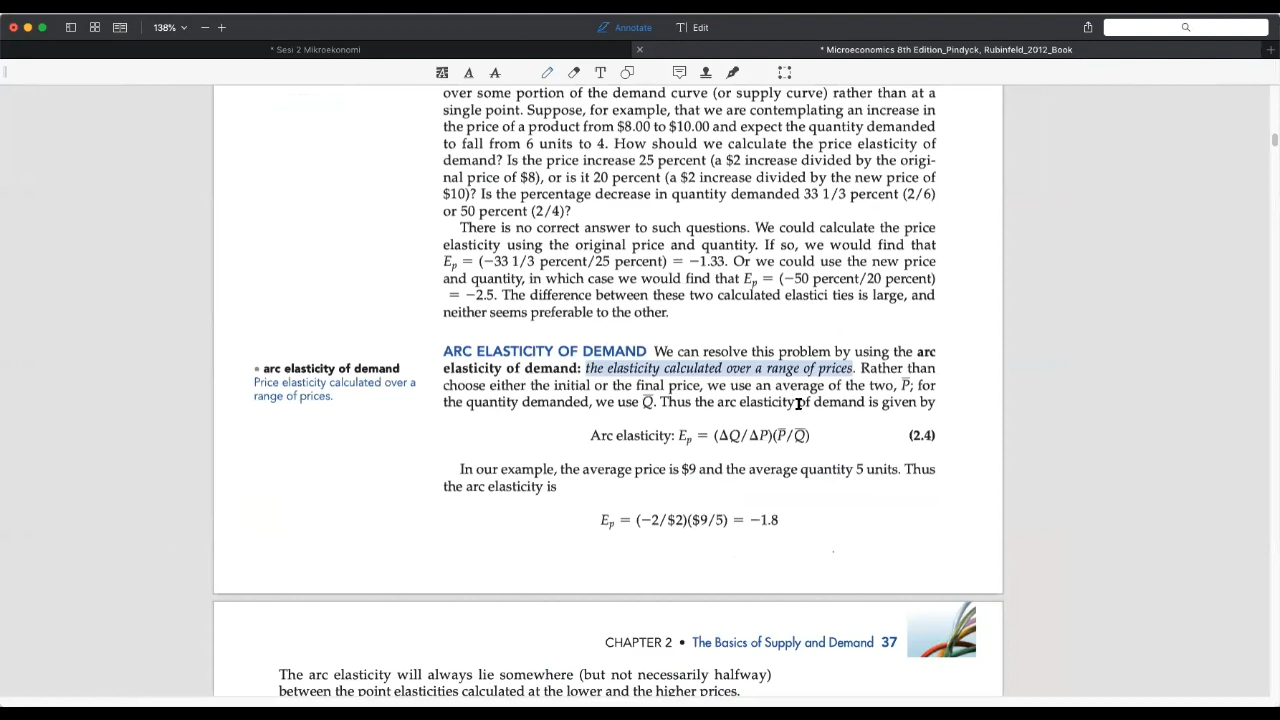 138%
Annotate
Edit
* Sesi 2 Mikroekonomi
* Microeconomics 8th Edition_Pindyck, Rubinfeld_2012_Book
over some portion of the demand curve (or supply curve) rather than at a
single point. Suppose, for example, that we are contemplating an increase in
the price of a product from $8.00 to $10.00 and expect the quantity demanded
to fall from 6 units to 4. How should we calculate the price elasticity of
demand? Is the price increase 25 percent (a $2 increase divided by the origi-
nal price of $8), or is it 20 percent (a $2 increase divided by the new price of
$10)? Is the percentage decrease in quantity demanded 33 1/3 percent (2/6)
or 50 percent (2/4)?
There is no correct answer to such questions. We could calculate the price
elasticity using the original price and quantity. If so, we would find that
Eₚ = (−33 1/3 percent/25 percent) = −1.33. Or we could use the new price
and quantity, in which case we would find that Eₚ = (−50 percent/20 percent)
= −2.5. The difference between these two calculated elastici ties is large, and
neither seems preferable to the other.
ARC ELASTICITY OF DEMAND We can resolve this problem by using the arc
elasticity of demand: the elasticity calculated over a range of prices. Rather than
choose either the initial or the final price, we use an average of the two, P̅; for
the quantity demanded, we use Q̅. Thus the arc elasticity of demand is given by
• arc elasticity of demand
Price elasticity calculated over a
range of prices.
Arc elasticity: Eₚ = (ΔQ/ΔP)(P̅/Q̅) (2.4)
In our example, the average price is $9 and the average quantity 5 units. Thus
the arc elasticity is
Eₚ = (−2/$2)($9/5) = −1.8
CHAPTER 2 • The Basics of Supply and Demand 37
The arc elasticity will always lie somewhere (but not necessarily halfway)
between the point elasticities calculated at the lower and the higher prices.